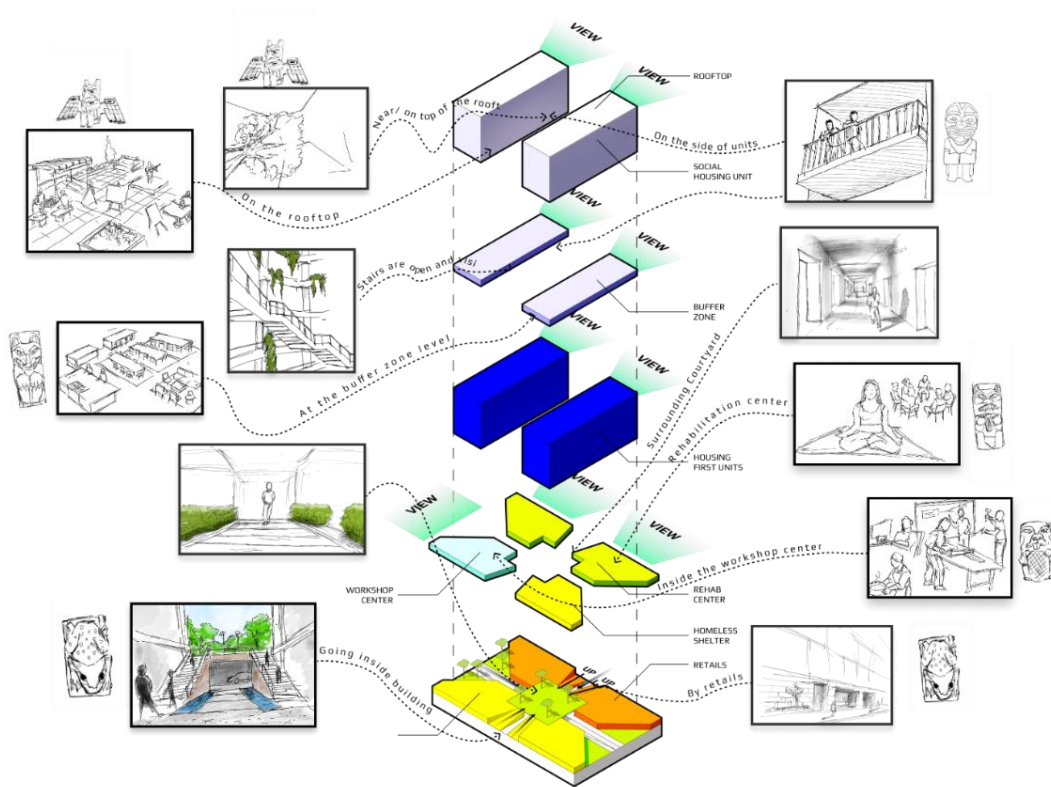 VIEW
VIEW
ROOFTOP
Near/ on top of the rooft
On the side of units
SOCIAL
HOUSING UNIT
On the rooftop
VIEW
Stairs are open and visi
VIEW
BUFFER
ZONE
At the buffer zone level
VIEW
Surrounding Courtyard
VIEW
Rehabilitation center
HOUSING
FIRST UNITS
VIEW
VIEW
VIEW
Inside the workshop center
WORKSHOP
CENTER
REHAB
CENTER
HOMELESS
SHELTER
Going inside building
UP
UP
RETAILS
By retails